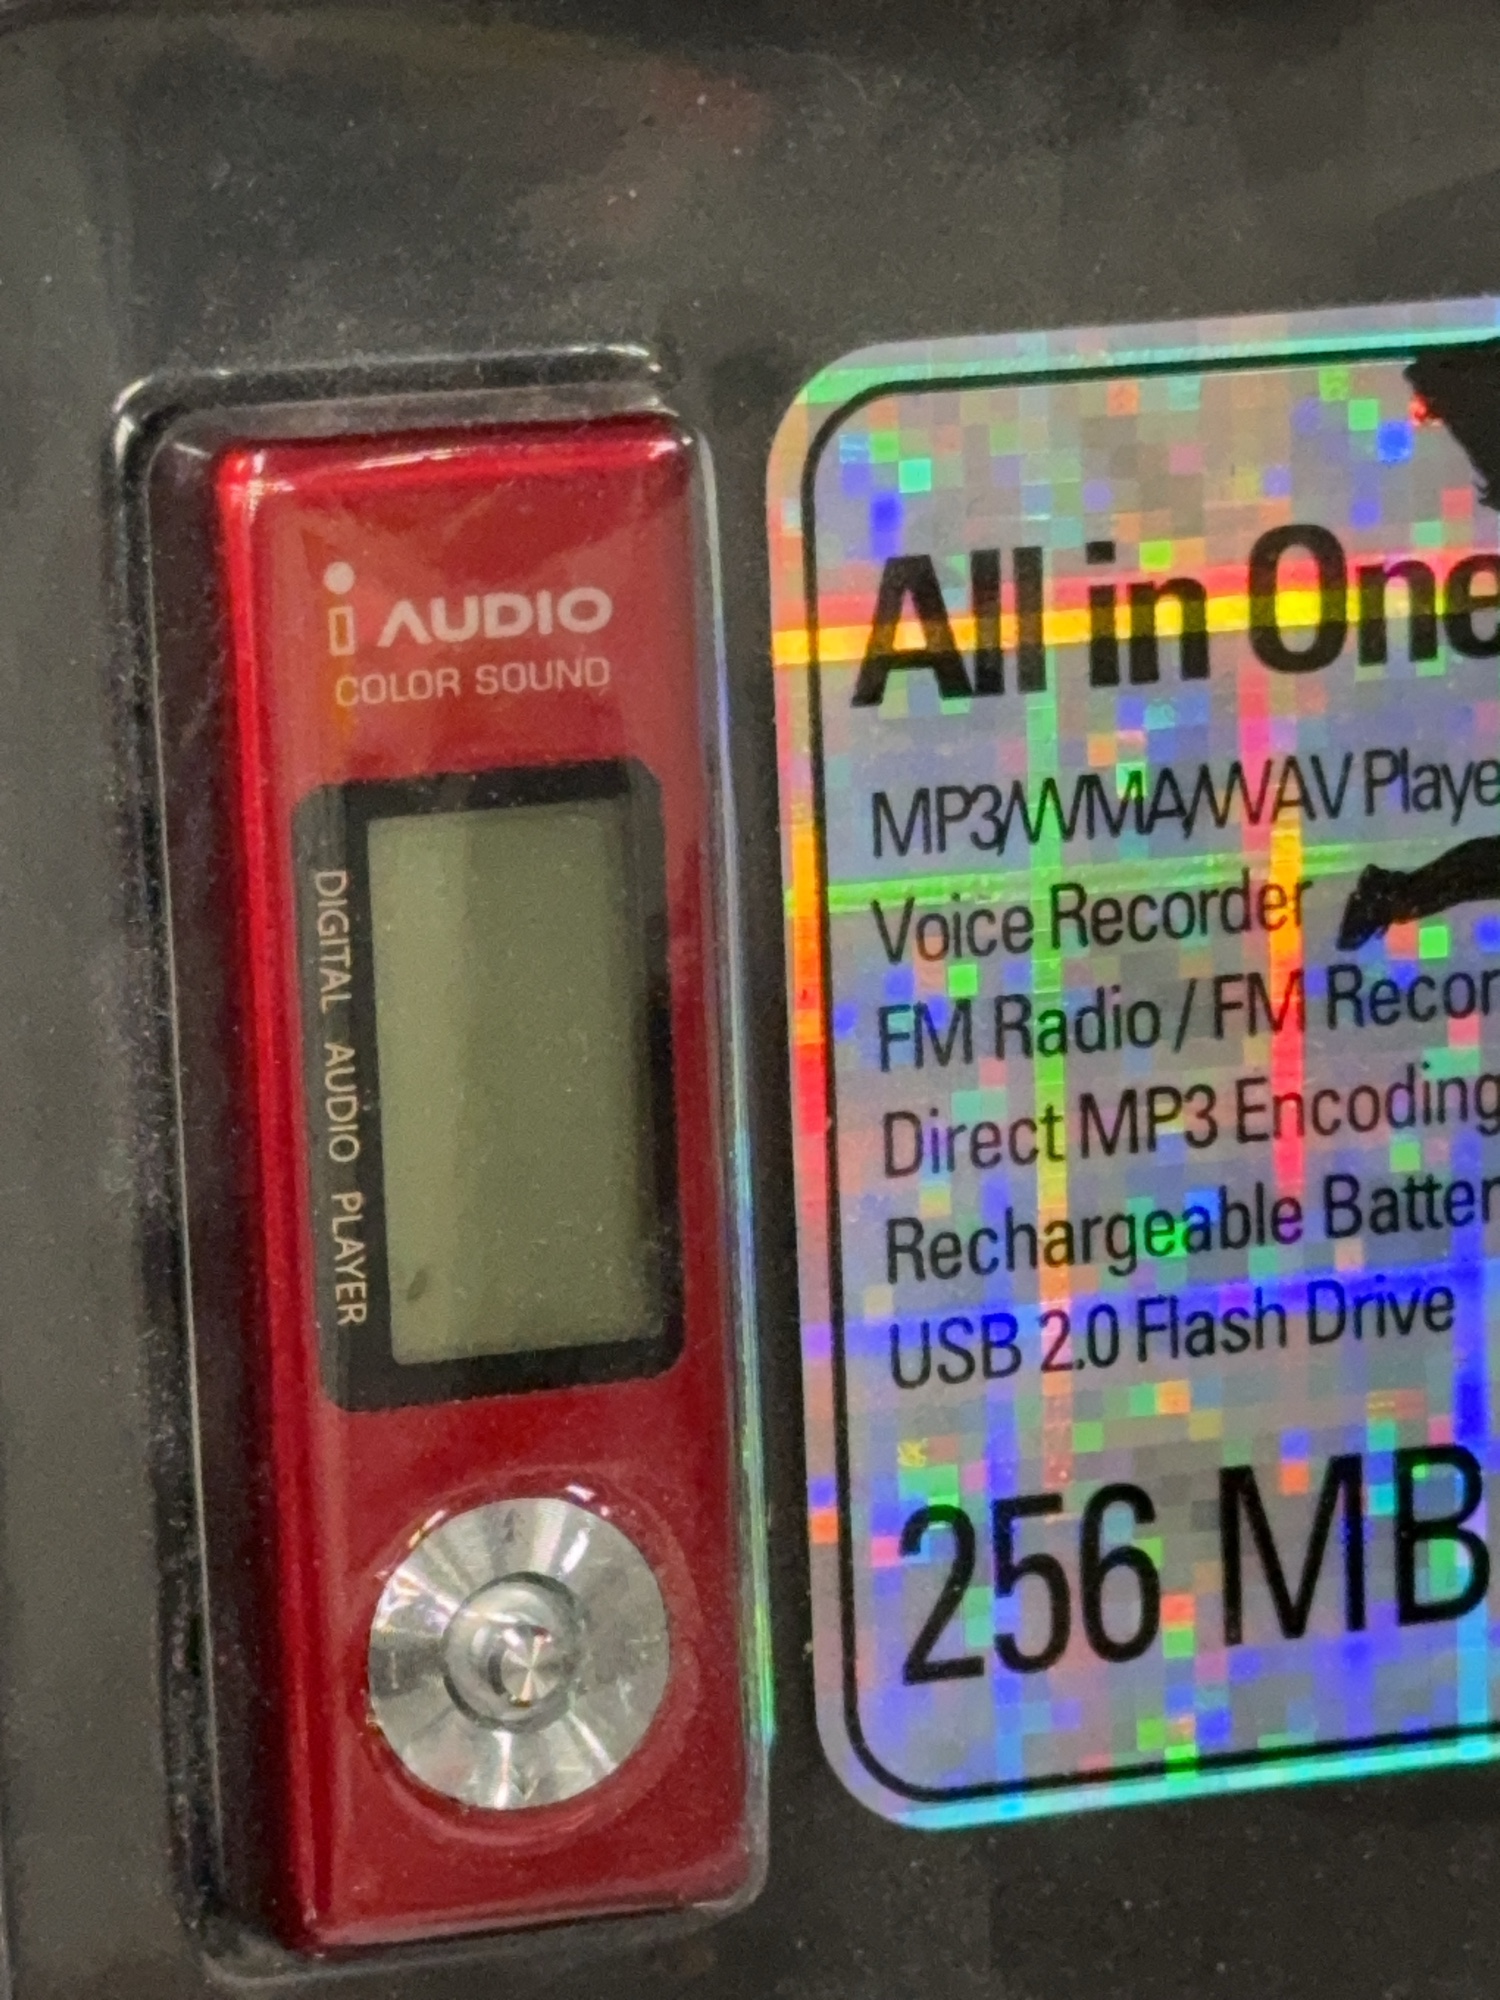 i AUDIO
COLOR SOUND
DIGITAL AUDIO PLAYER
All in One
MP3/WMA/WAV Playe
Voice Recorder
FM Radio / FM Recor
Direct MP3 Encoding
Rechargeable Batter
USB 2.0 Flash Drive
256 MB